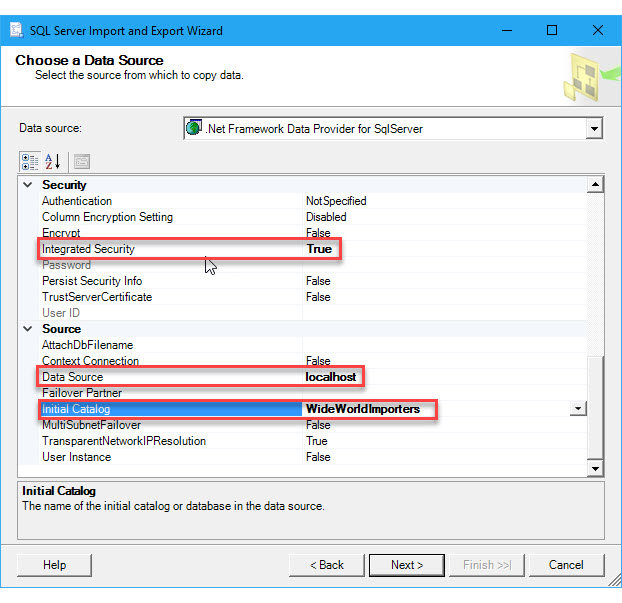 SQL Server Import and Export Wizard
Choose a Data Source
Select the source from which to copy data.
Data source: .Net Framework Data Provider for SqlServer
Security
Authentication NotSpecified
Column Encryption Setting Disabled
Encrypt False
Integrated Security True
Password
Persist Security Info False
TrustServerCertificate False
User ID
Source
AttachDbFilename
Context Connection False
Data Source localhost
Failover Partner
Initial Catalog WideWorldImporters
MultiSubnetFailover False
TransparentNetworkIPResolution True
User Instance False
Initial Catalog
The name of the initial catalog or database in the data source.
Help < Back Next > Finish >>| Cancel